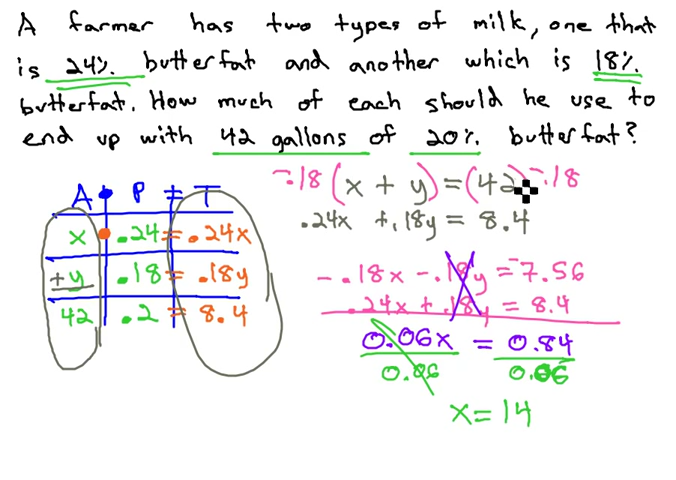 A farmer has two types of milk, one that
is 24% butterfat and another which is 18%
butterfat. How much of each should he use to
end up with 42 gallons of 20% butterfat?
A • P = T
x • .24 = .24x
+ y .18 = .18y
42 .2 = 8.4
-.18(x + y) = (42) -.18
.24x + .18y = 8.4
-.18x -.18y = -7.56
.24x + .18y = 8.4
0.06x = 0.84
0.06 0.06
x = 14